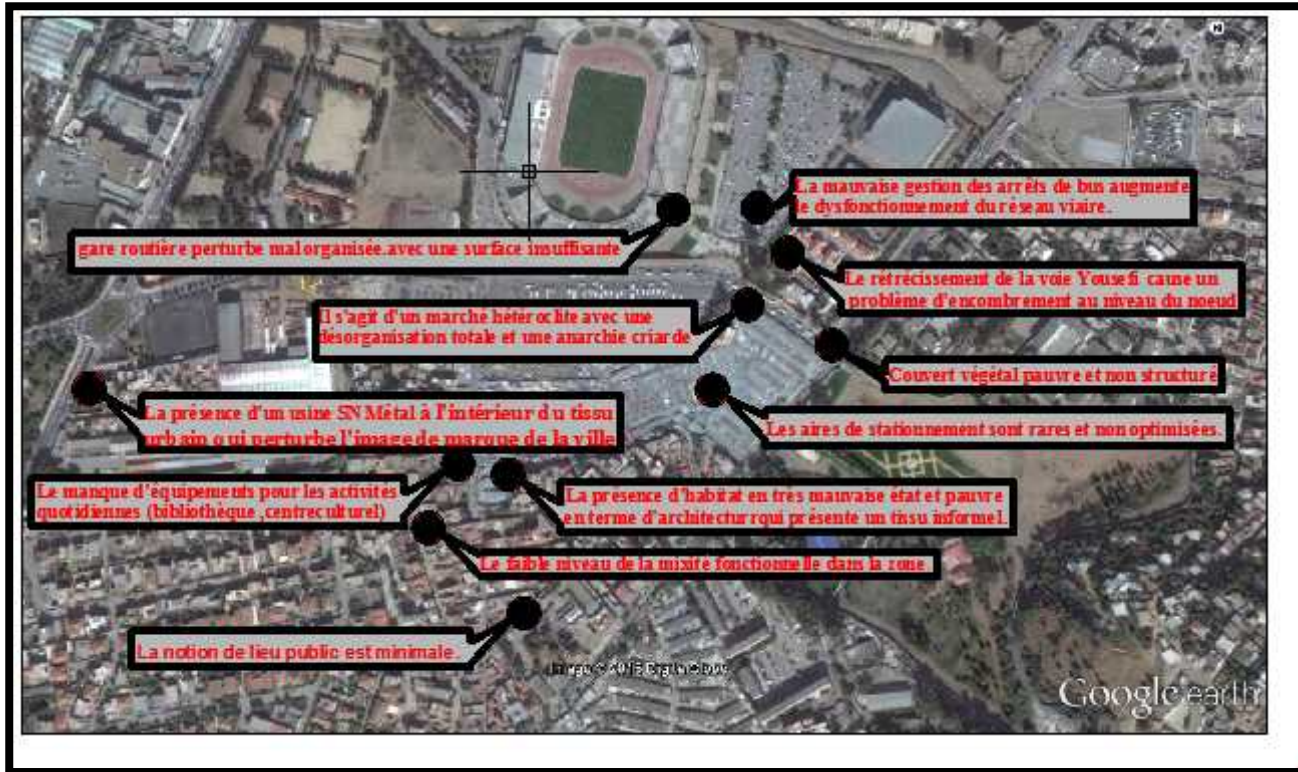 La mauvaise gestion des arrêts de bus augmente
le dysfonctionnement du réseau viaire.
gare routière perturbe mal organisée.avec une surface insuffisante
Le rétrécissement de la voie Yousefi cause un
problème d'encombrement au niveau du noeud
Il s'agit d'un marché hétéroclite avec une
désorganisation totale et une anarchie criarde
Couvert végétal pauvre et non structuré
La présence d'un usine SN Métal à l'intérieur du tissu
urbain qui perturbe l'image de marque de la ville
Les aires de stationnement sont rares et non optimisées.
Le manque d'équipements pour les activités
quotidiennes (bibliothèque ,centreculturel)
La présence d'habitat en très mauvaise état et pauvre
en terme d'architecturqui présente un tissu informel.
Le faible niveau de la mixité fonctionnelle dans la zone
La notion de lieu public est minimale.
Google earth